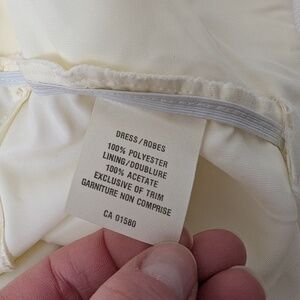 DRESS/ROBES
100% POLYESTER
LINING/DOUBLURE
100% ACETATE
EXCLUSIVE OF TRIM
GARNITURE NON COMPRISE
CA 01580